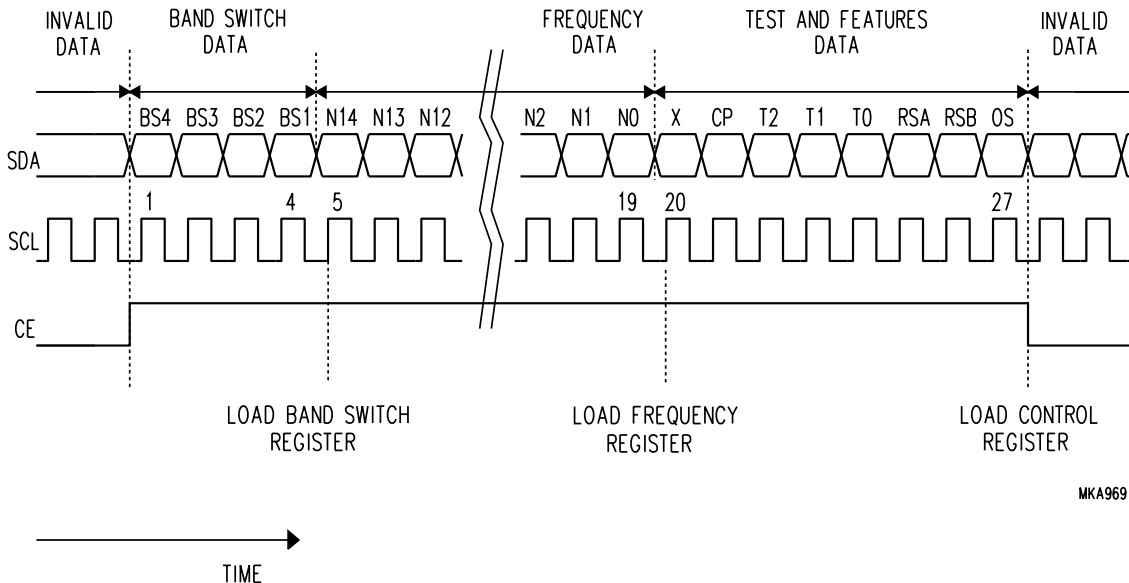 INVALID
DATA
BAND SWITCH
DATA
FREQUENCY
DATA
TEST AND FEATURES
DATA
INVALID
DATA
BS4 BS3 BS2 BS1 N14 N13 N12 N2 N1 N0 X CP T2 T1 T0 RSA RSB OS
SDA
1 4 5 19 20 27
SCL
CE
LOAD BAND SWITCH
REGISTER
LOAD FREQUENCY
REGISTER
LOAD CONTROL
REGISTER
MKA969
TIME